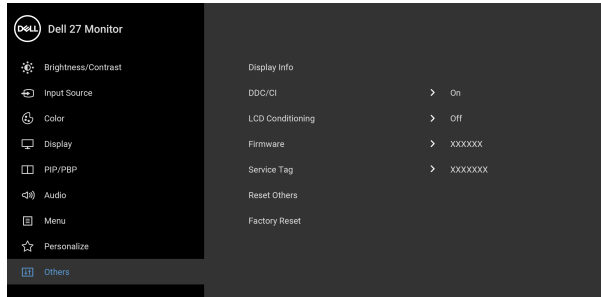 DELL Dell 27 Monitor
Brightness/Contrast
Display Info
Input Source
DDC/CI On
Color
LCD Conditioning Off
Display
Firmware XXXXXX
PIP/PBP
Service Tag XXXXXXX
Audio
Reset Others
Menu
Factory Reset
Personalize
Others